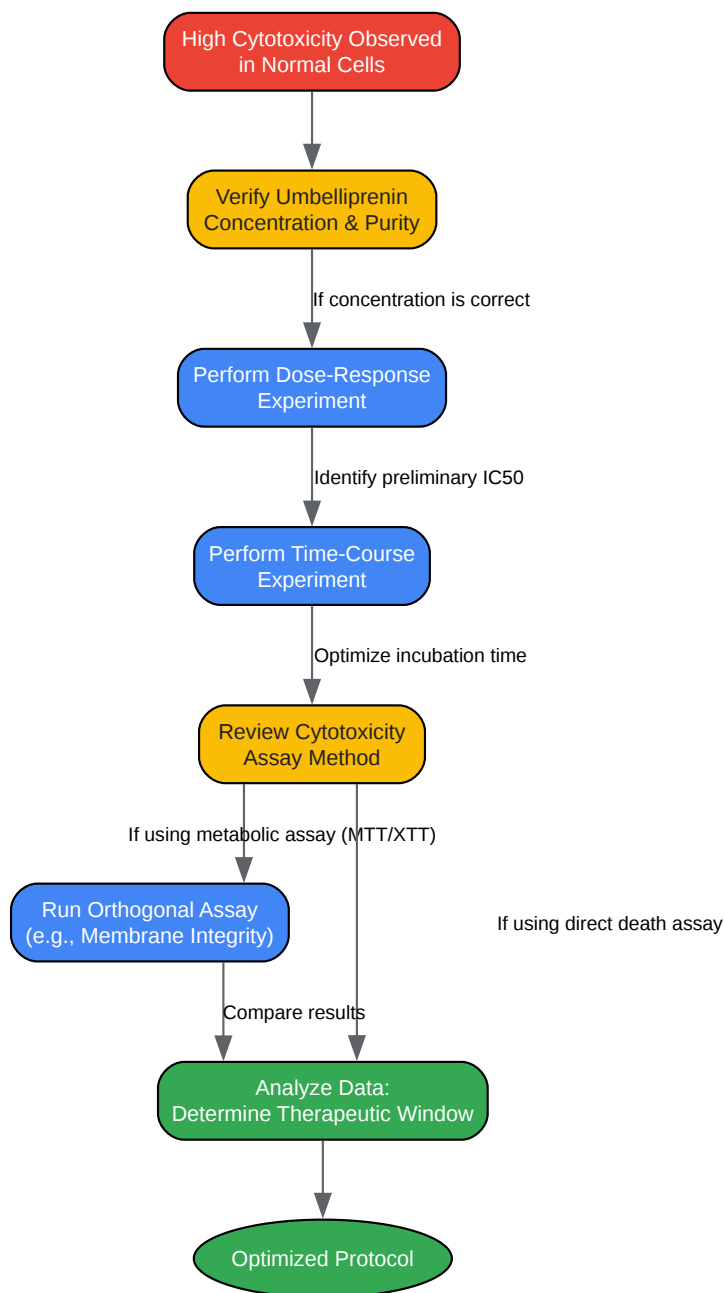 High Cytotoxicity Observed
in Normal Cells
Verify Umbelliprenin
Concentration & Purity
If concentration is correct
Perform Dose-Response
Experiment
Identify preliminary IC50
Perform Time-Course
Experiment
Optimize incubation time
Review Cytotoxicity
Assay Method
If using metabolic assay (MTT/XTT)
Run Orthogonal Assay
(e.g., Membrane Integrity)
If using direct death assay
Compare results
Analyze Data:
Determine Therapeutic Window
Optimized Protocol